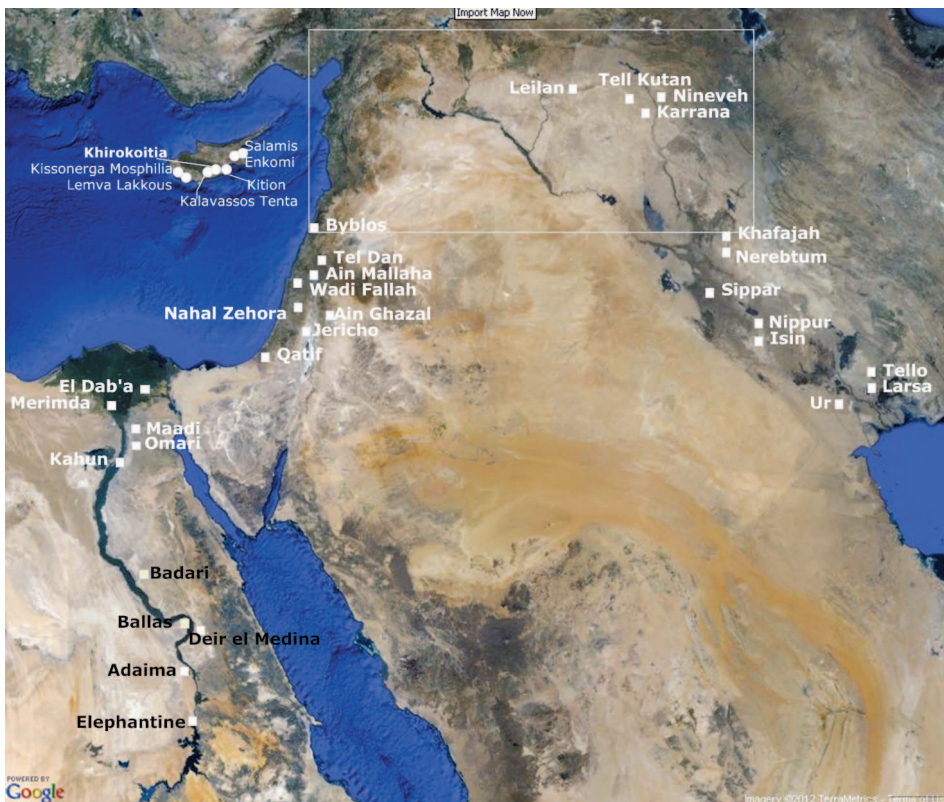 Import Map Now
Leilan
Tell Kutan
Nineveh
Karrana
Khirokoitia
Salamis
Enkomi
Kissonerga Mosphilia
Lemva Lakkous
Kition
Kalavassos Tenta
Byblos
Khafajah
Nerebtum
Tel Dan
Ain Mallaha
Wadi Fallah
Sippar
Nahal Zehora
Ain Ghazal
Jericho
Nippur
Isin
Qatif
El Dab'a
Merimda
Tello
Larsa
Ur
Maadi
Omari
Kahun
Badari
Ballas
Deir el Medina
Adaima
Elephantine
POWERED BY
Google
Imagery ©2012 TerraMetrics - Terms of